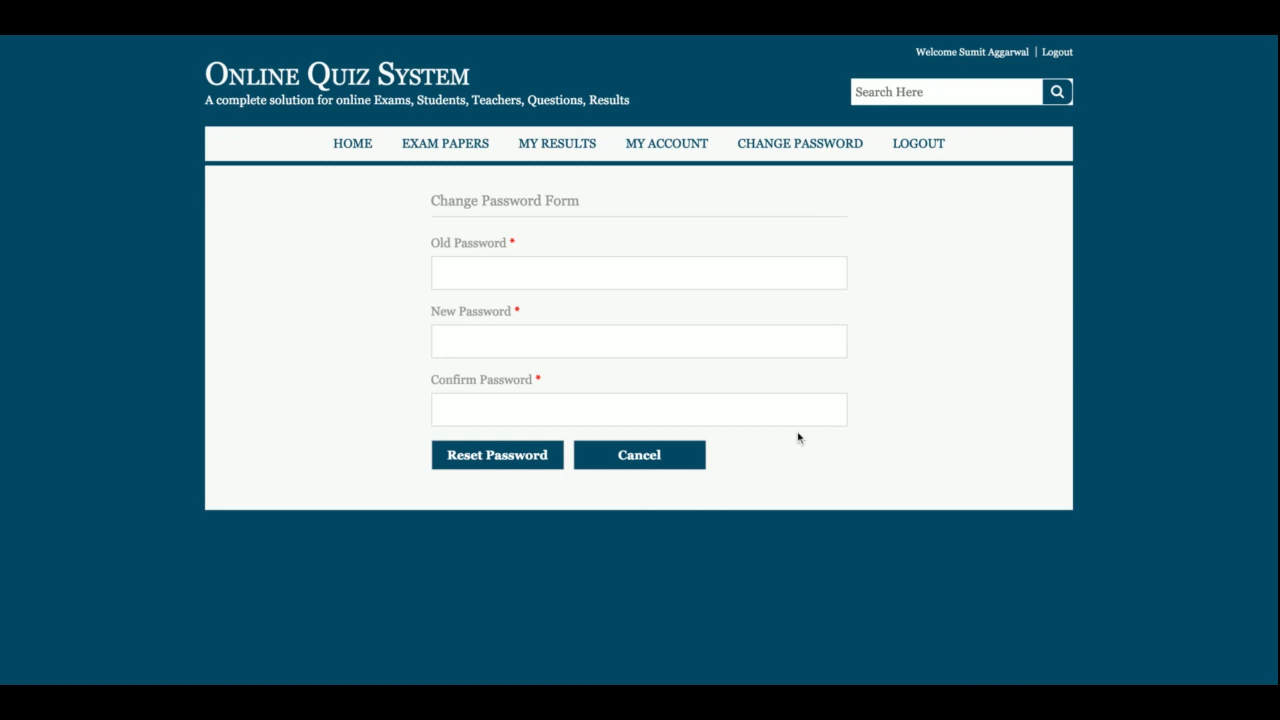 Welcome Sumit Aggarwal | Logout
ONLINE QUIZ SYSTEM
A complete solution for online Exams, Students, Teachers, Questions, Results
Search Here
HOME EXAM PAPERS MY RESULTS MY ACCOUNT CHANGE PASSWORD LOGOUT
Change Password Form
Old Password *
New Password *
Confirm Password *
Reset Password Cancel